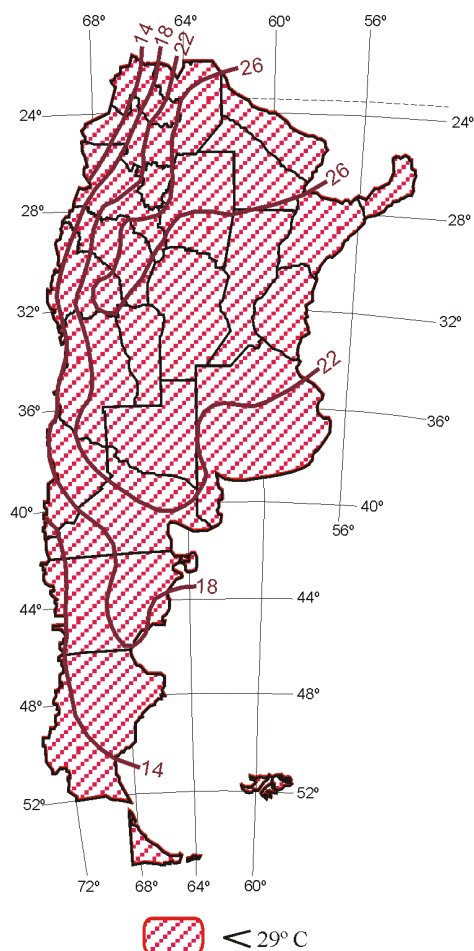 68º 64º 56º
60º
14 18 22 26
24º 24º
26
28º 28º
32º 32º
22
36º 36º
40º 40º
56º
18
44º 44º
48º 48º
14
52º 52º
72º 68º 64º 60º
< 29º C